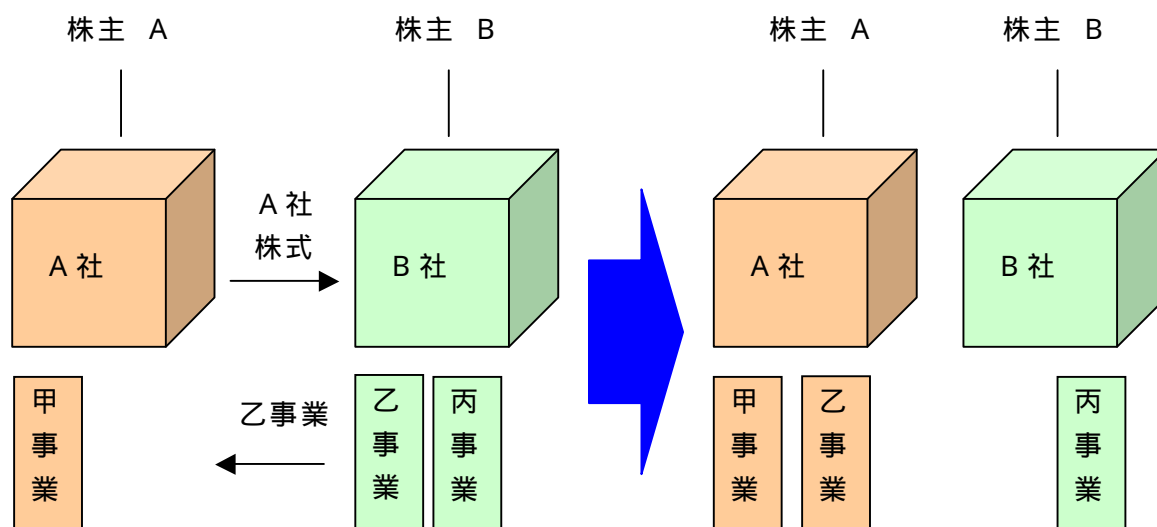 株主 A
株主 B
株主 A
株主 B
A 社
株式
A 社
B 社
A 社
B 社
甲事業
乙事業
乙事業
丙事業
甲事業
乙事業
丙事業